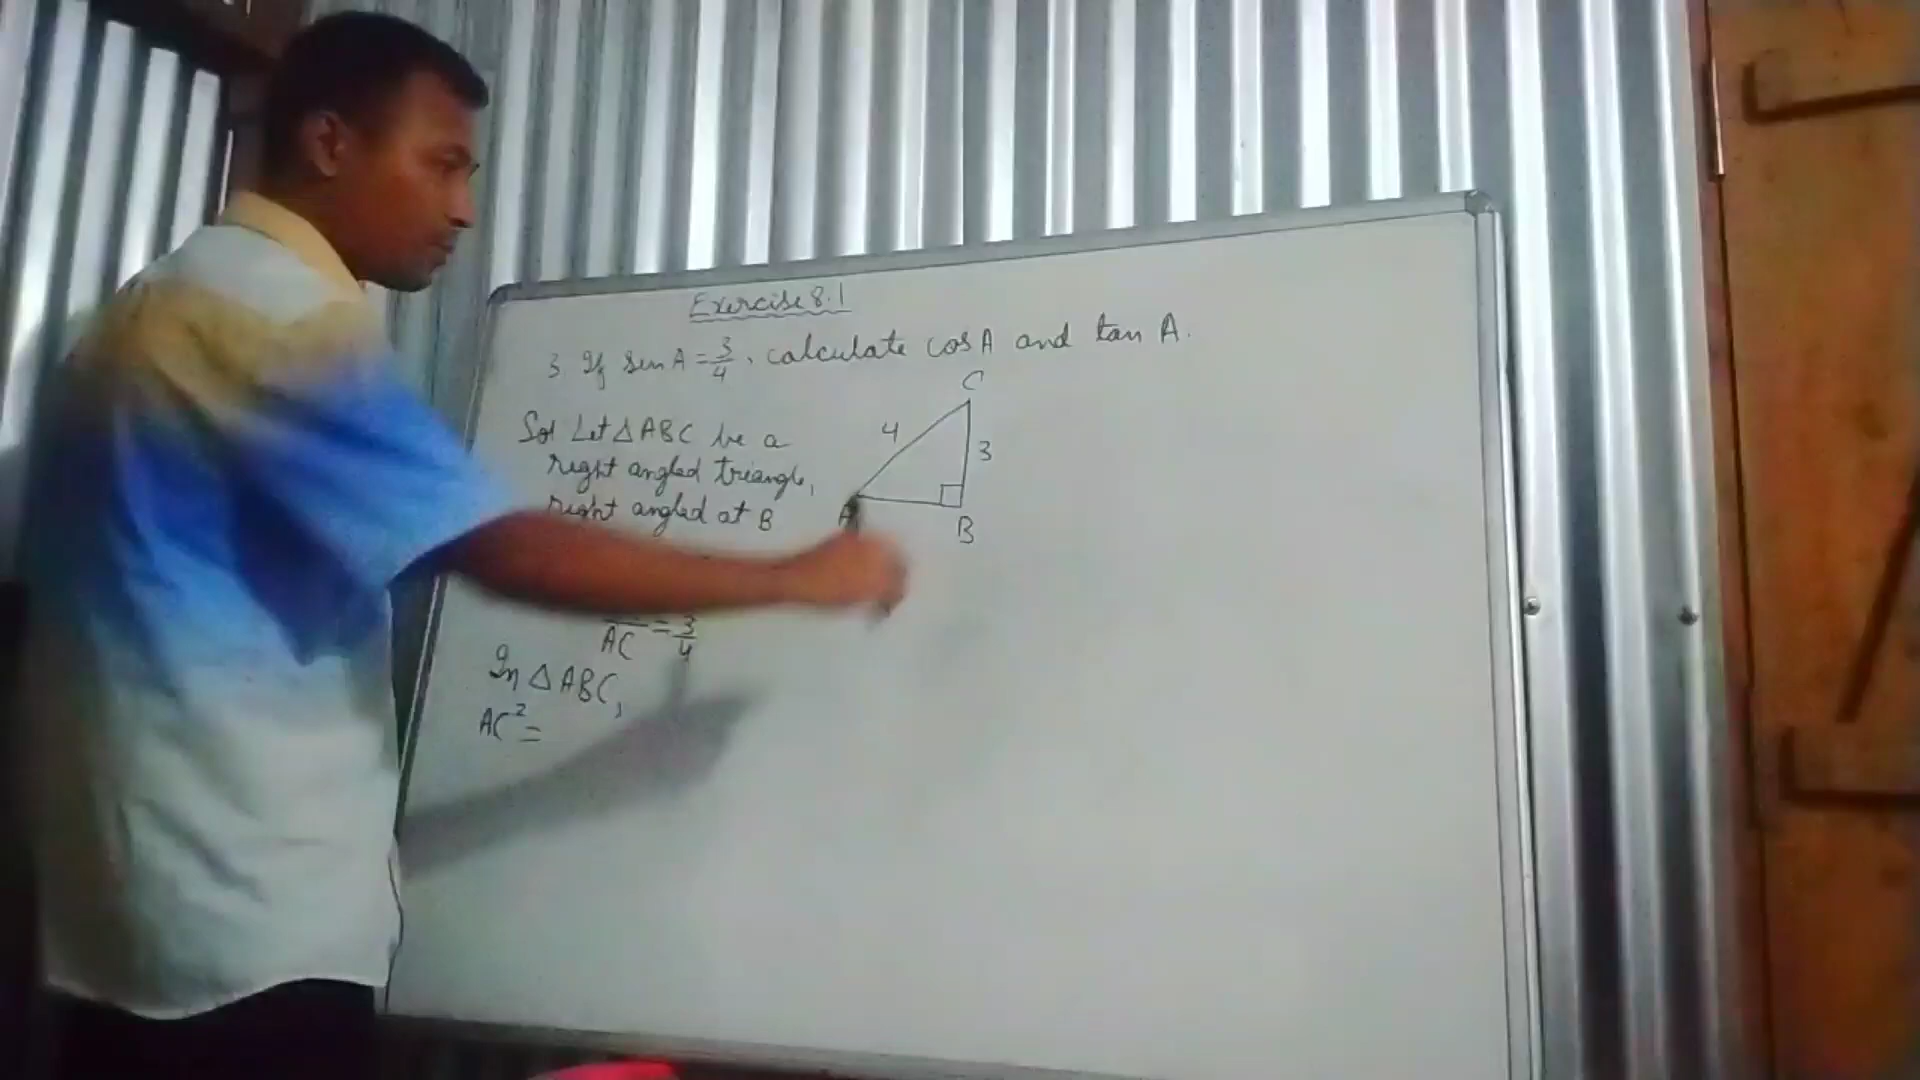 Exercise 8.1
3 If sin A = 3/4, calculate cos A and tan A.
Sol Let △ABC be a
right angled triangle,
right angled at B
C
4
3
A
B
AC = 3/4
In △ABC,
AC² =